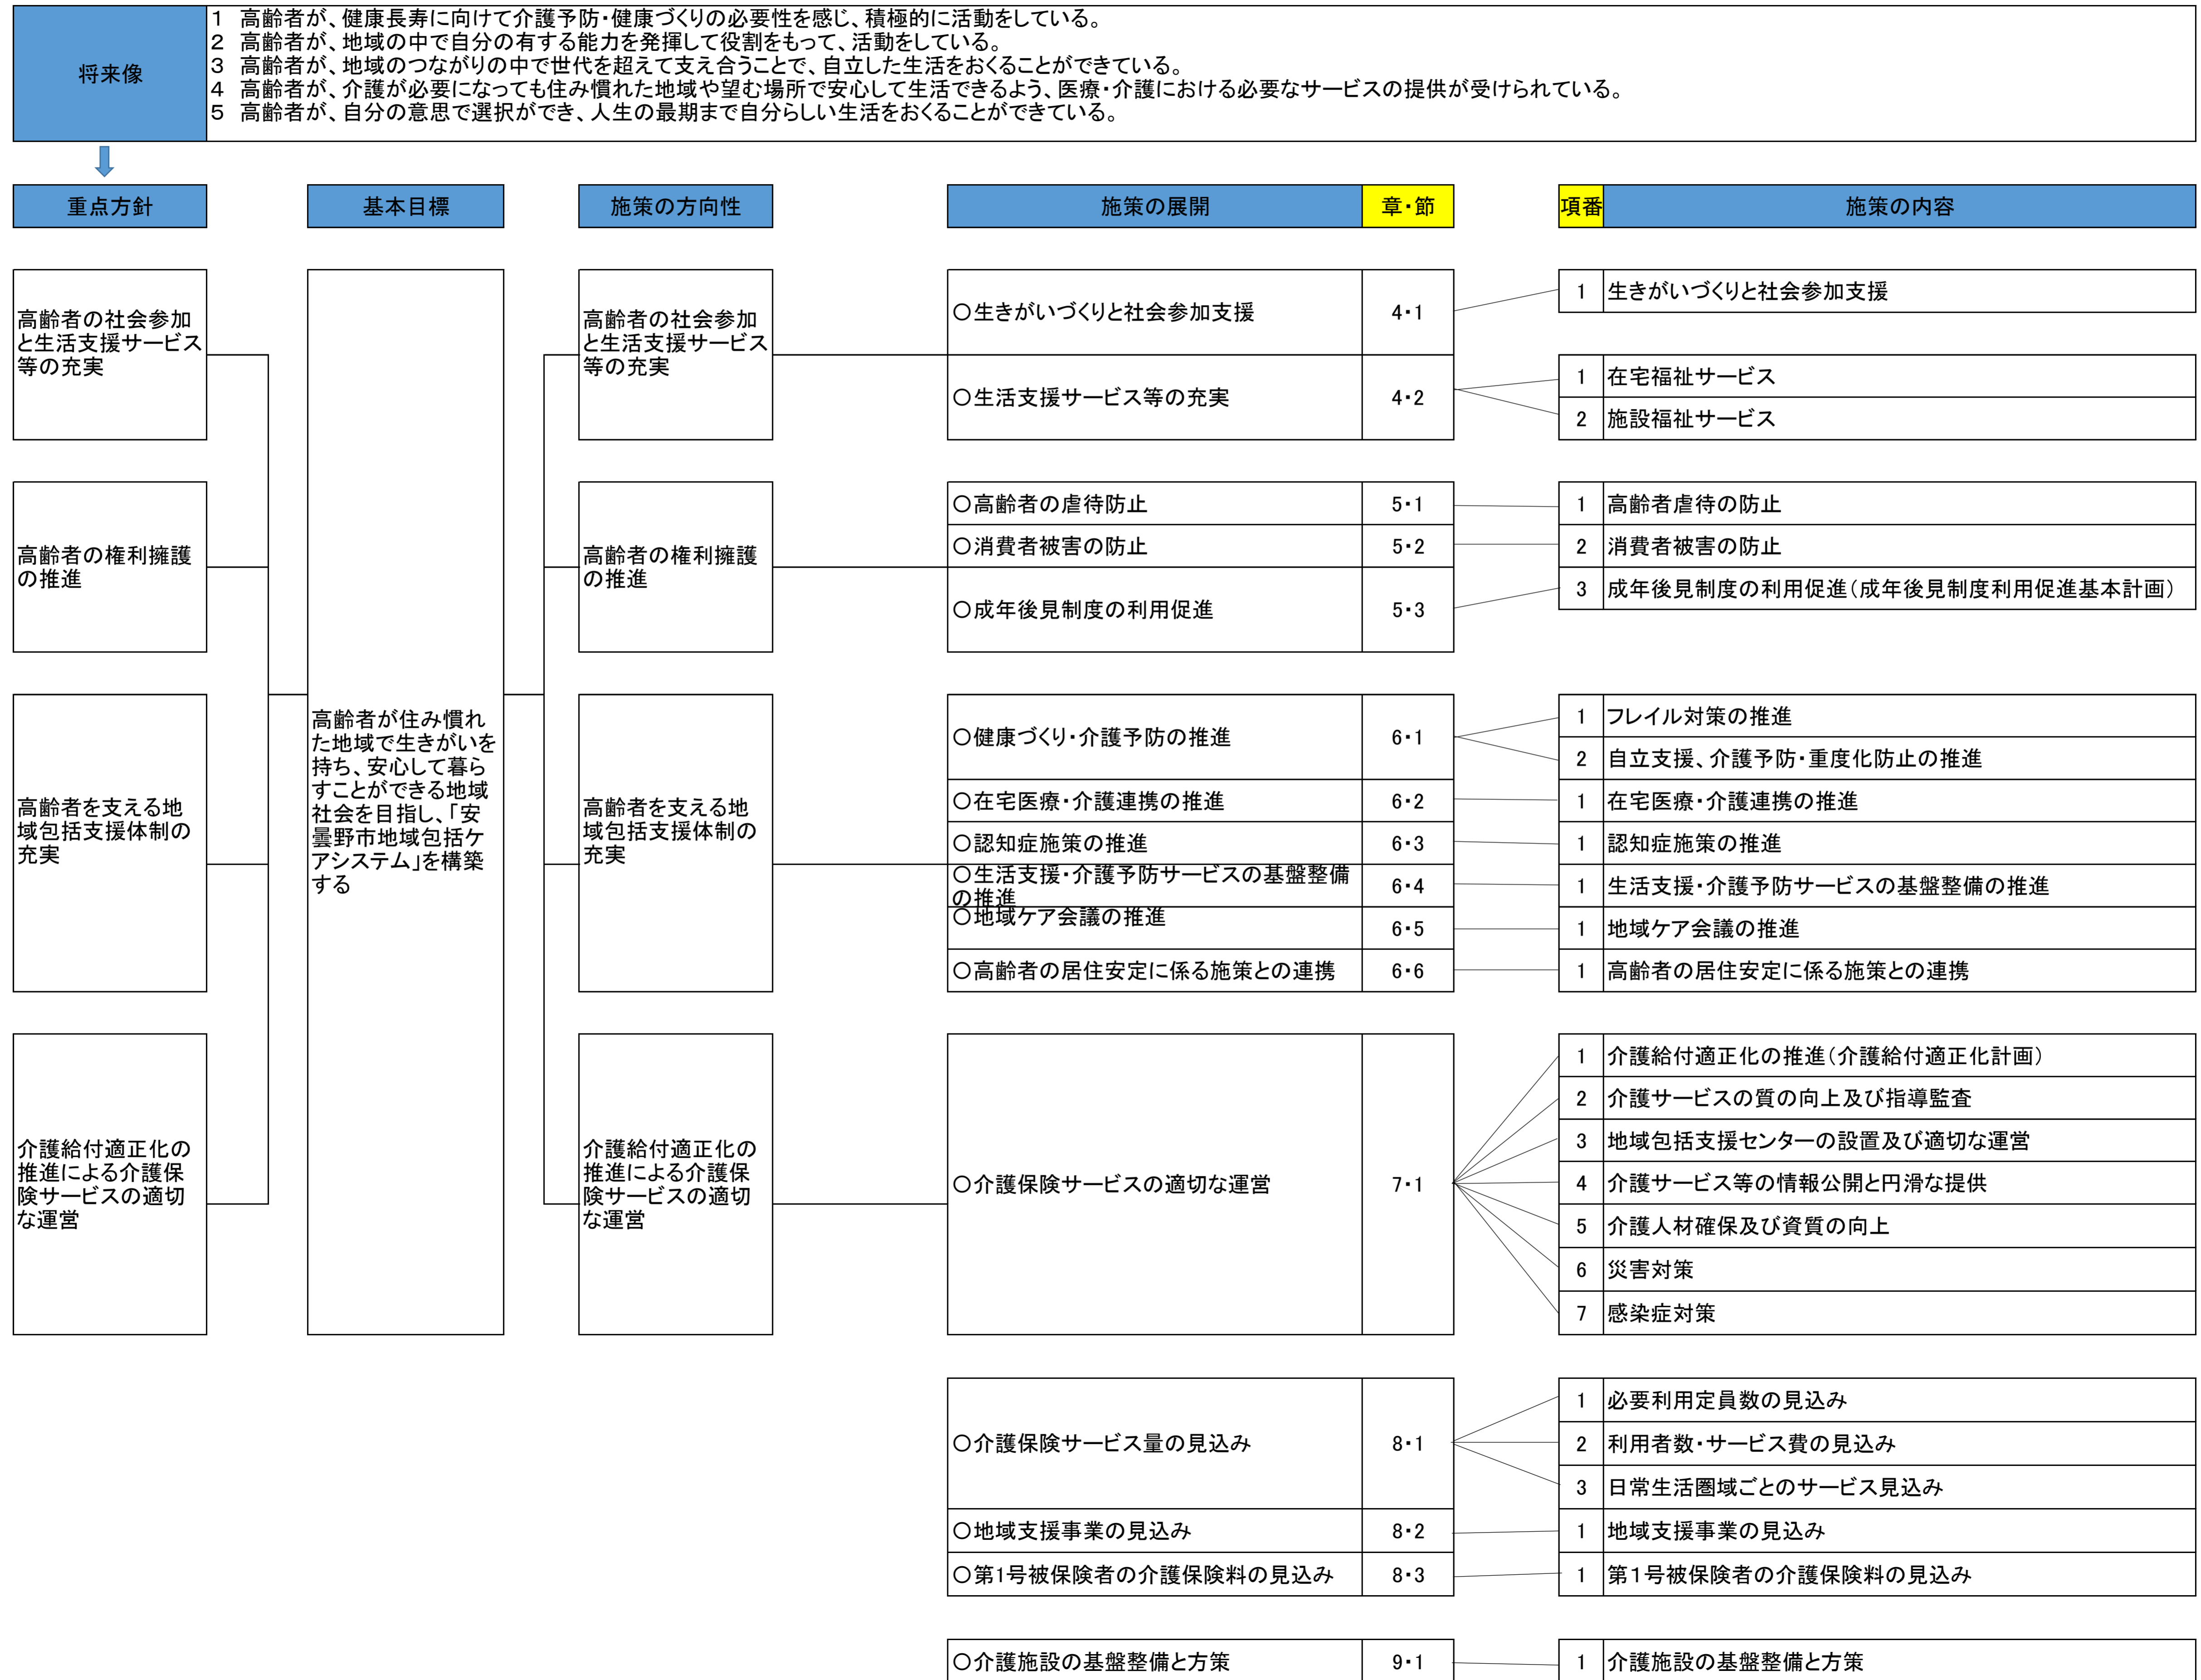 将来像
1 高齢者が、健康長寿に向けて介護予防・健康づくりの必要性を感じ、積極的に活動をしている。
2 高齢者が、地域の中で自分の有する能力を発揮して役割をもって、活動をしている。
3 高齢者が、地域のつながりの中で世代を超えて支え合うことで、自立した生活をおくることができている。
4 高齢者が、介護が必要になっても住み慣れた地域や望む場所で安心して生活できるよう、医療・介護における必要なサービスの提供が受けられている。
5 高齢者が、自分の意思で選択ができ、人生の最期まで自分らしい生活をおくることができている。
重点方針
基本目標
施策の方向性
施策の展開
章・節
項番
施策の内容
高齢者の社会参加
と生活支援サービス
等の充実
高齢者の権利擁護
の推進
高齢者を支える地
域包括支援体制の
充実
介護給付適正化の
推進による介護保
険サービスの適切
な運営
高齢者が住み慣れ
た地域で生きがいを
持ち、安心して暮ら
すことができる地域
社会を目指し、「安
曇野市地域包括ケ
アシステム」を構築
する
高齢者の社会参加
と生活支援サービス
等の充実
高齢者の権利擁護
の推進
高齢者を支える地
域包括支援体制の
充実
介護給付適正化の
推進による介護保
険サービスの適切
な運営
○生きがいづくりと社会参加支援 4・1
1 生きがいづくりと社会参加支援
○生活支援サービス等の充実 4・2
1 在宅福祉サービス
2 施設福祉サービス
○高齢者の虐待防止 5・1
1 高齢者虐待の防止
○消費者被害の防止 5・2
2 消費者被害の防止
○成年後見制度の利用促進 5・3
3 成年後見制度の利用促進(成年後見制度利用促進基本計画)
○健康づくり・介護予防の推進 6・1
1 フレイル対策の推進
2 自立支援、介護予防・重度化防止の推進
○在宅医療・介護連携の推進 6・2
1 在宅医療・介護連携の推進
○認知症施策の推進 6・3
1 認知症施策の推進
○生活支援・介護予防サービスの基盤整備
の推進 6・4
1 生活支援・介護予防サービスの基盤整備の推進
○地域ケア会議の推進 6・5
1 地域ケア会議の推進
○高齢者の居住安定に係る施策との連携 6・6
1 高齢者の居住安定に係る施策との連携
○介護保険サービスの適切な運営 7・1
1 介護給付適正化の推進(介護給付適正化計画)
2 介護サービスの質の向上及び指導監査
3 地域包括支援センターの設置及び適切な運営
4 介護サービス等の情報公開と円滑な提供
5 介護人材確保及び資質の向上
6 災害対策
7 感染症対策
○介護保険サービス量の見込み 8・1
1 必要利用定員数の見込み
2 利用者数・サービス費の見込み
3 日常生活圏域ごとのサービス見込み
○地域支援事業の見込み 8・2
1 地域支援事業の見込み
○第1号被保険者の介護保険料の見込み 8・3
1 第1号被保険者の介護保険料の見込み
○介護施設の基盤整備と方策 9・1
1 介護施設の基盤整備と方策